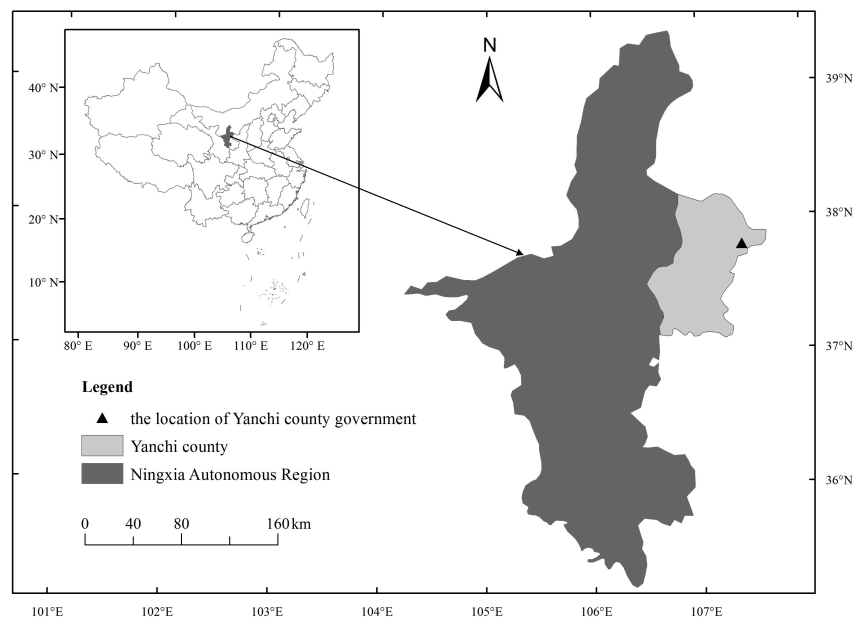 N
40° N
30° N
20° N
10° N
80° E
90° E
100° E
110° E
120° E
39°N
38°N
37°N
36°N
Legend
the location of Yanchi county government
Yanchi county
Ningxia Autonomous Region
0 40 80 160 km
101°E
102°E
103°E
104°E
105°E
106°E
107°E